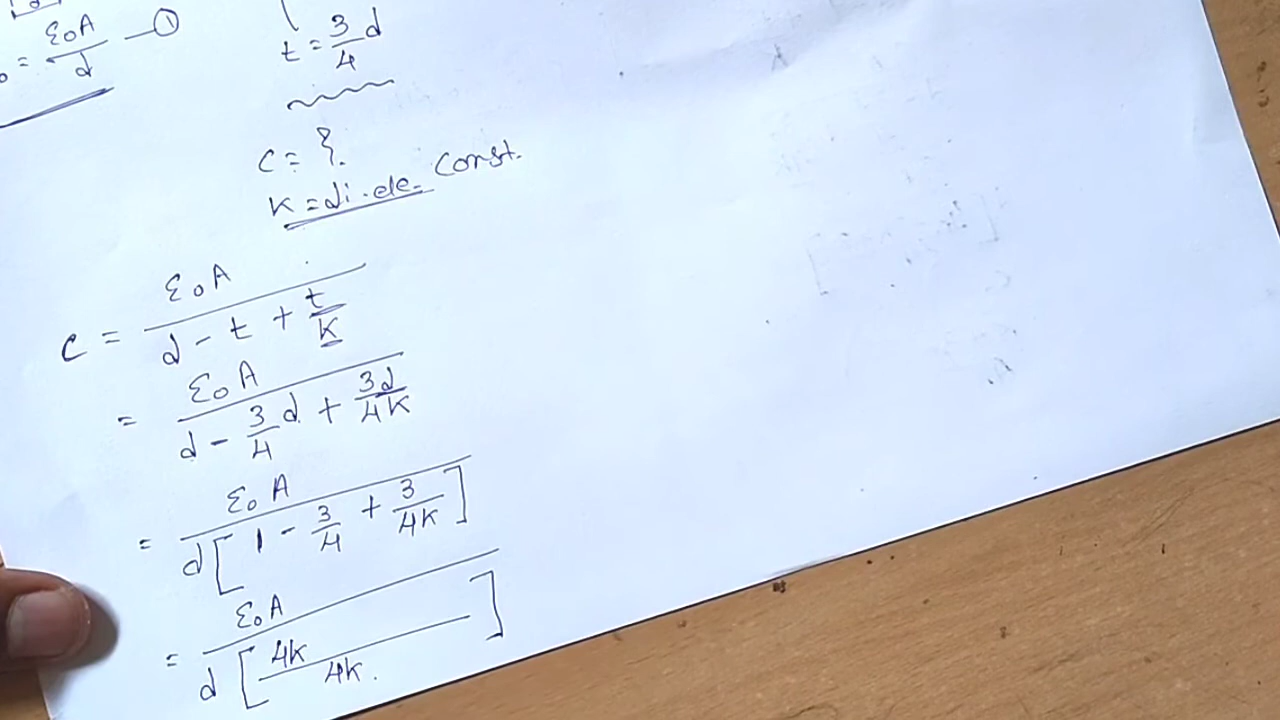 d
= ε₀A/d —①
t = 3/4 d
C = ?.
K = di.ele. Const.
C = ε₀A / d - t + t/K
= ε₀A / d - 3/4 d + 3d/4K
= ε₀A / d[1 - 3/4 + 3/4K]
= ε₀A / d[4K / 4K.]